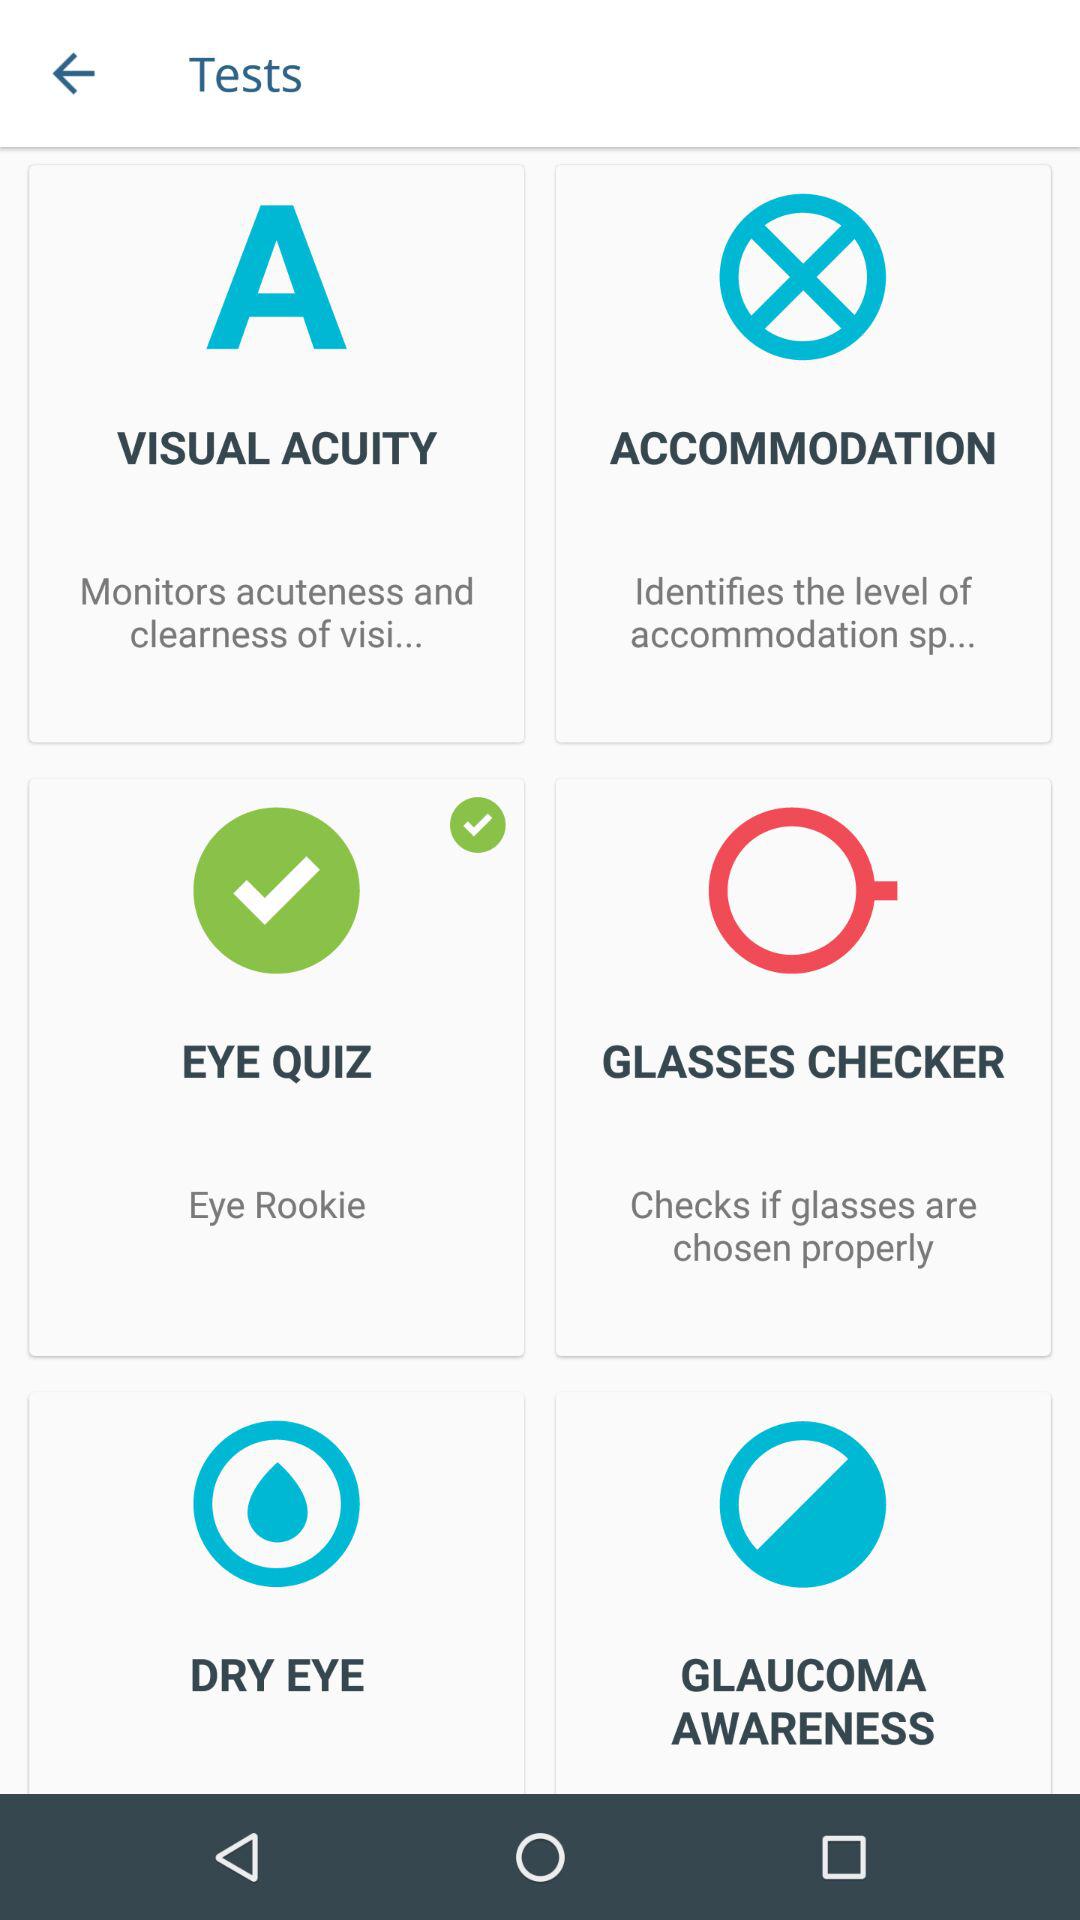 Tests
VISUAL ACUITY
Monitors acuteness and
clearness of visi...
ACCOMMODATION
Identifies the level of
accommodation sp...
EYE QUIZ
Eye Rookie
GLASSES CHECKER
Checks if glasses are
chosen properly
DRY EYE
GLAUCOMA
AWARENESS